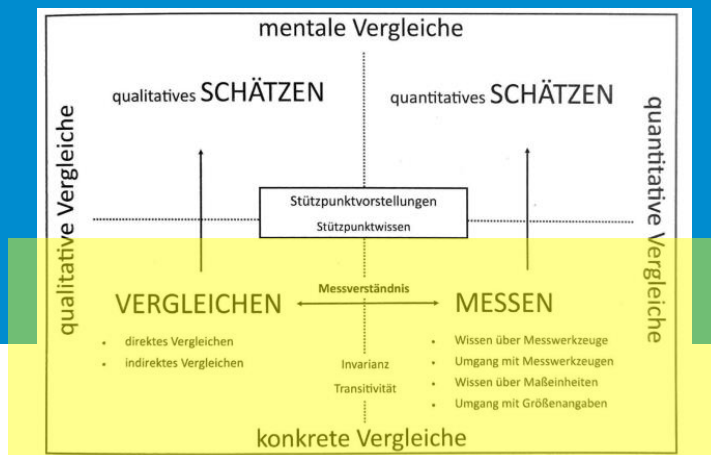 mentale Vergleiche
qualitatives SCHÄTZEN
quantitatives SCHÄTZEN
qualitative Vergleiche
quantitative Vergleiche
Stützpunktvorstellungen
Stützpunktwissen
VERGLEICHEN
Messverständnis
MESSEN
• direktes Vergleichen
• indirektes Vergleichen
Invarianz
Transitivität
• Wissen über Messwerkzeuge
• Umgang mit Messwerkzeugen
• Wissen über Maßeinheiten
• Umgang mit Größenangaben
konkrete Vergleiche